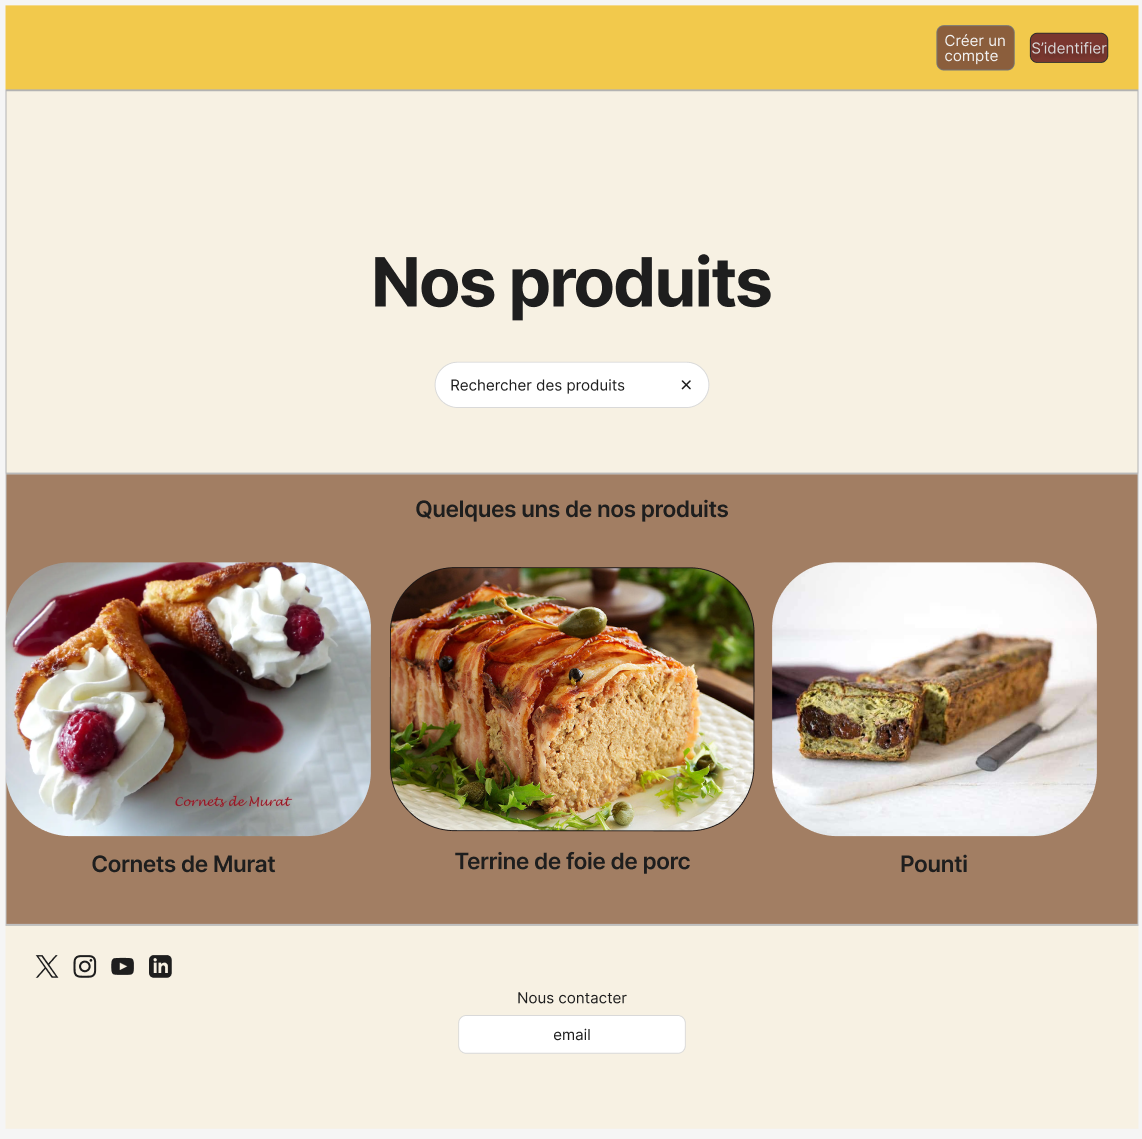 Créer un
compte
S'identifier
Nos produits
Rechercher des produits
Quelques uns de nos produits
Cornets de Murat
Cornets de Murat
Terrine de foie de porc
Pounti
in
Nous contacter
email